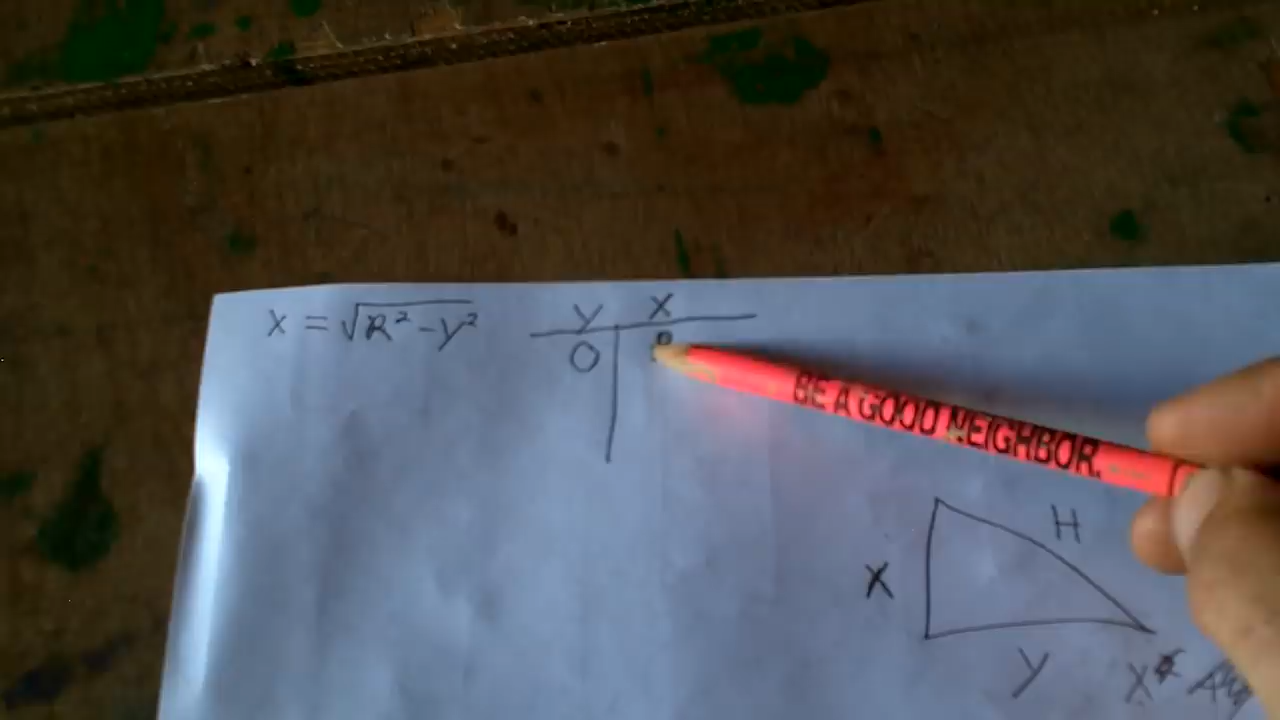 x = √R² - y²
y x
0 R
BE A GOOD NEIGHBOR.
H
x
y
x